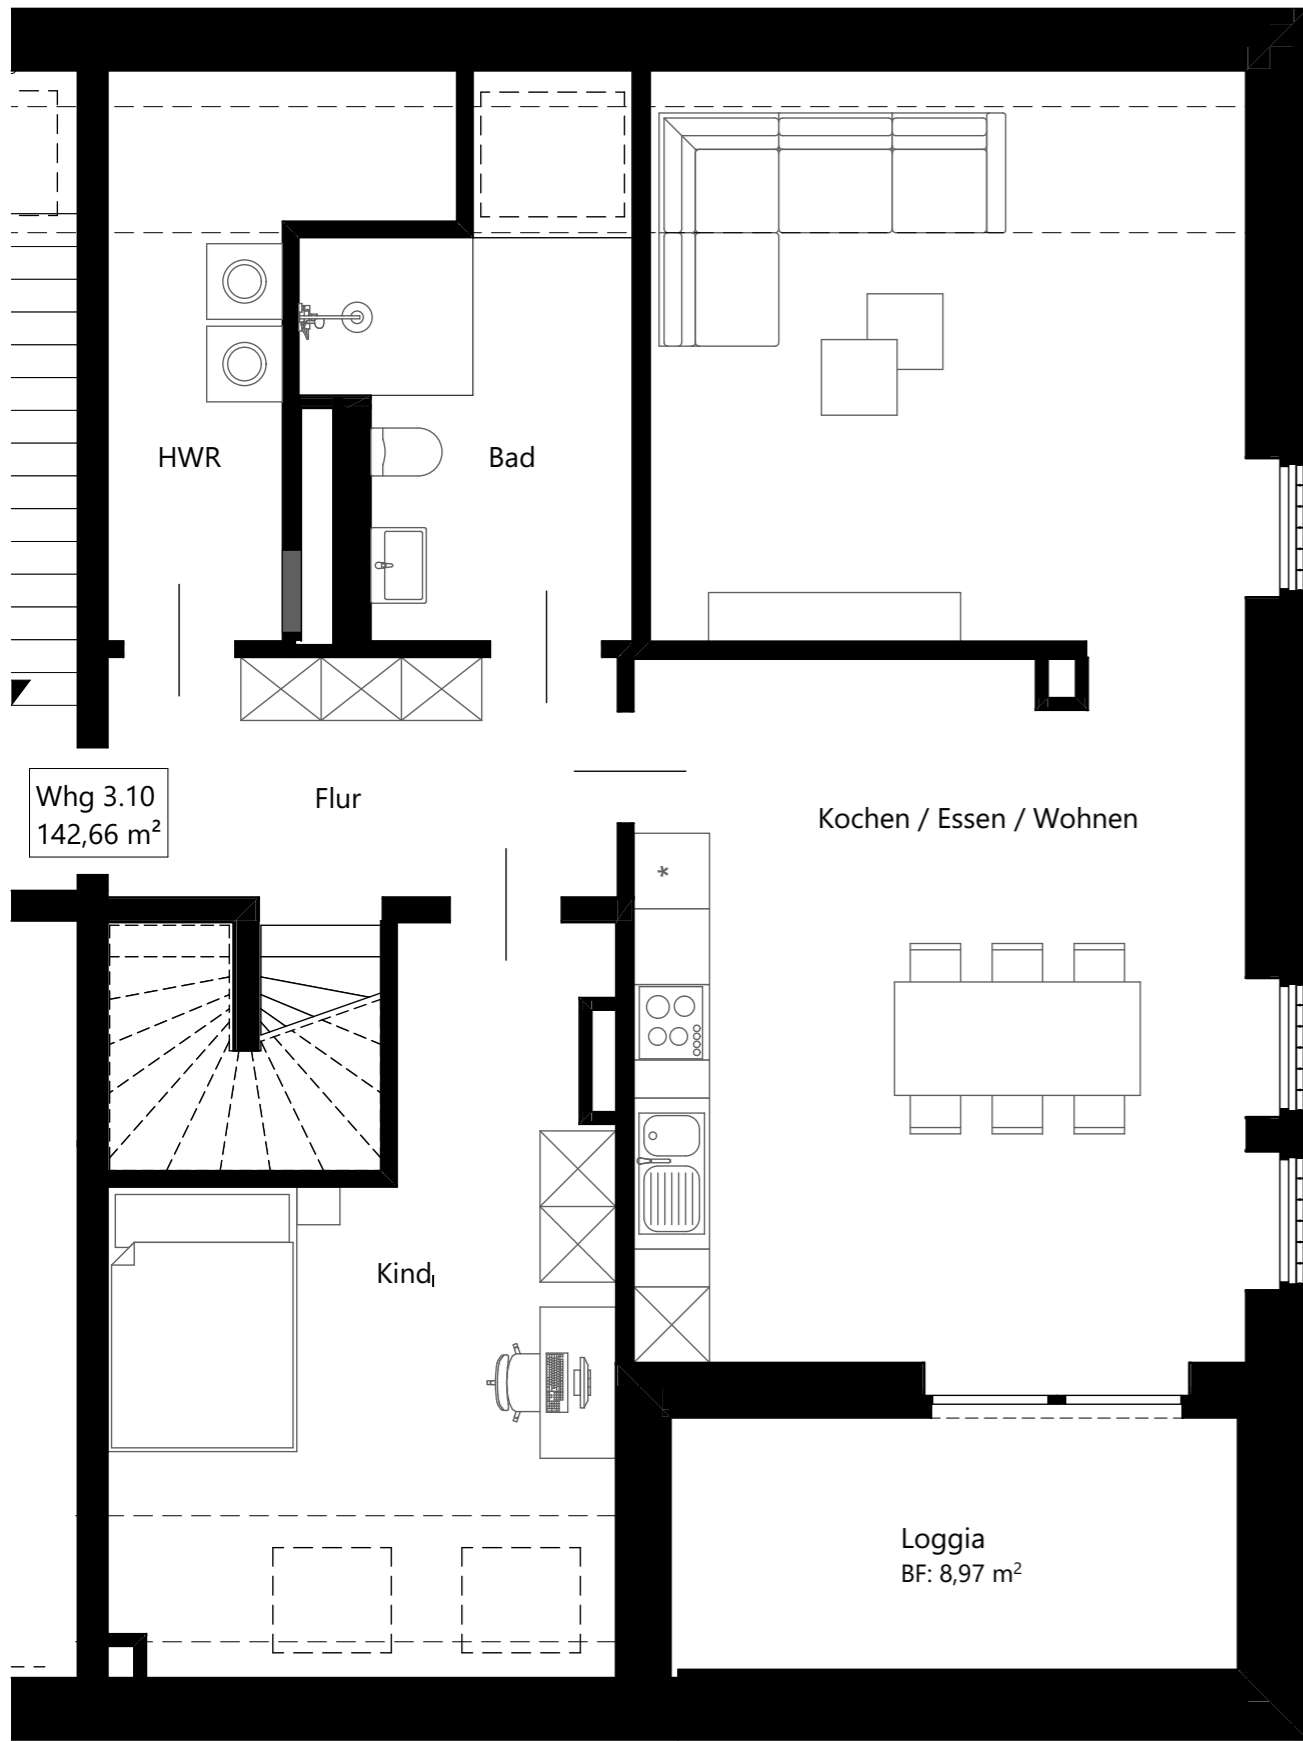 HWR
Bad
Whg 3.10
142,66 m²
Flur
Kochen / Essen / Wohnen
*
Kind
Loggia
BF: 8,97 m²